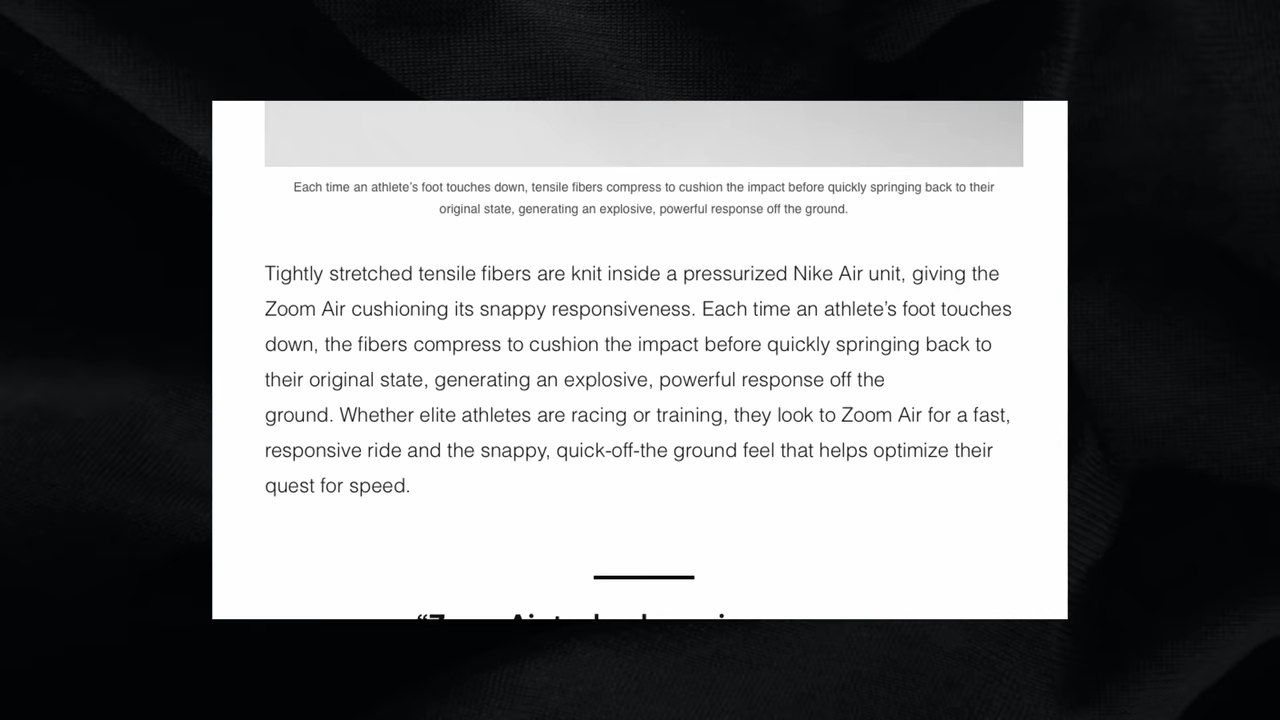 Each time an athlete’s foot touches down, tensile fibers compress to cushion the impact before quickly springing back to their
original state, generating an explosive, powerful response off the ground.
Tightly stretched tensile fibers are knit inside a pressurized Nike Air unit, giving the
Zoom Air cushioning its snappy responsiveness. Each time an athlete’s foot touches
down, the fibers compress to cushion the impact before quickly springing back to
their original state, generating an explosive, powerful response off the
ground. Whether elite athletes are racing or training, they look to Zoom Air for a fast,
responsive ride and the snappy, quick-off-the ground feel that helps optimize their
quest for speed.